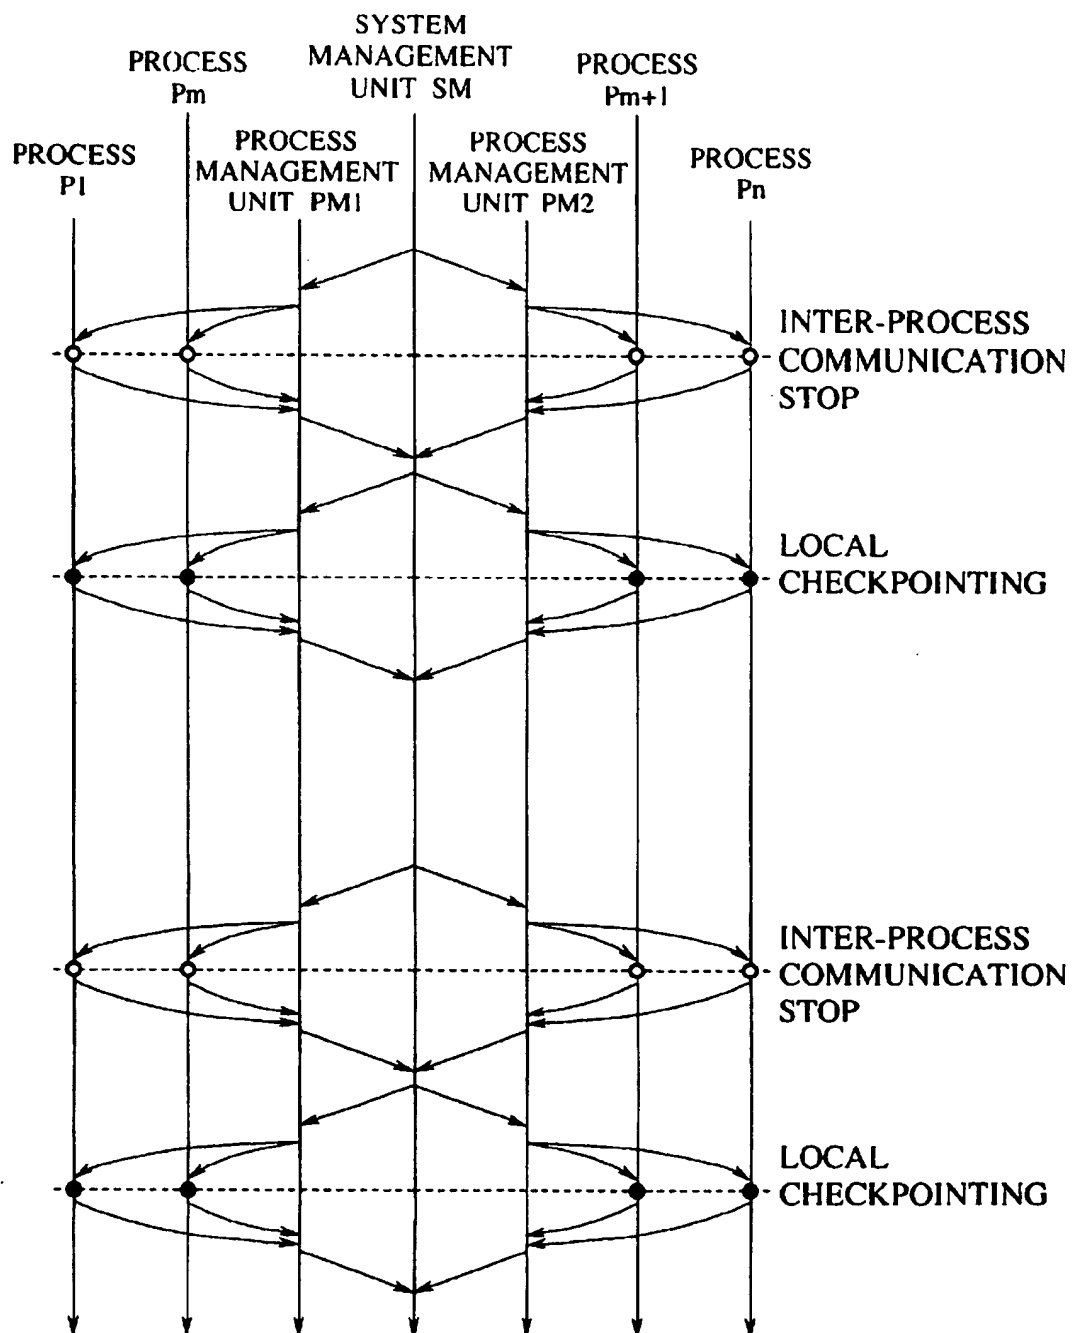 SYSTEM
MANAGEMENT
UNIT SM
PROCESS
Pm
PROCESS
Pm+1
PROCESS
P1
PROCESS
MANAGEMENT
UNIT PM1
PROCESS
MANAGEMENT
UNIT PM2
PROCESS
Pn
INTER-PROCESS
COMMUNICATION
STOP
LOCAL
CHECKPOINTING
INTER-PROCESS
COMMUNICATION
STOP
LOCAL
CHECKPOINTING